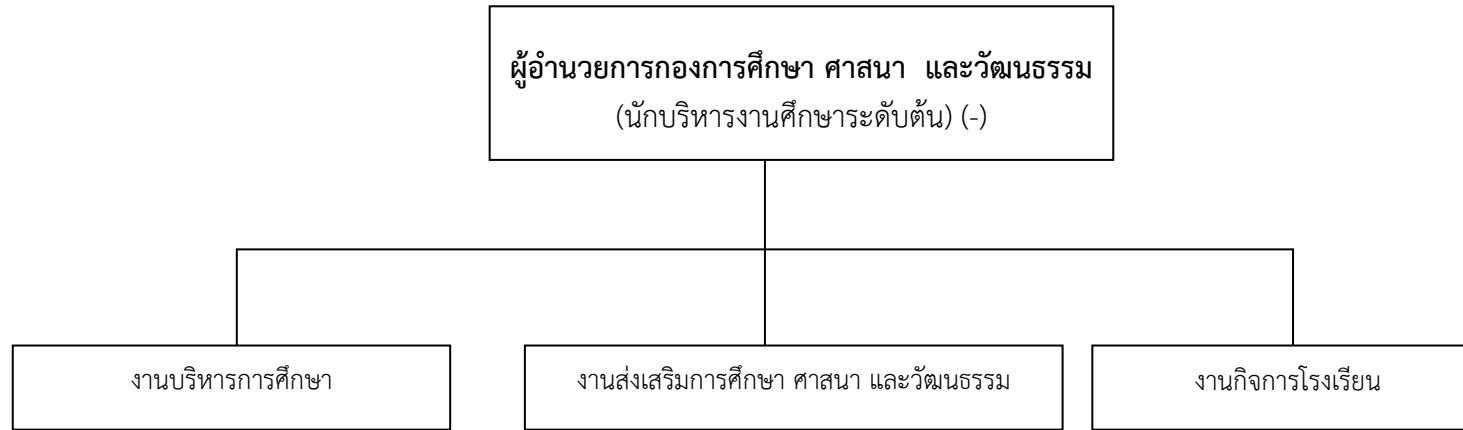 ผู้อำนวยการกองการศึกษา ศาสนา  และวัฒนธรรม
(นักบริหารงานศึกษาระดับต้น) (-)
งานบริหารการศึกษา
งานส่งเสริมการศึกษา ศาสนา และวัฒนธรรม
งานกิจการโรงเรียน